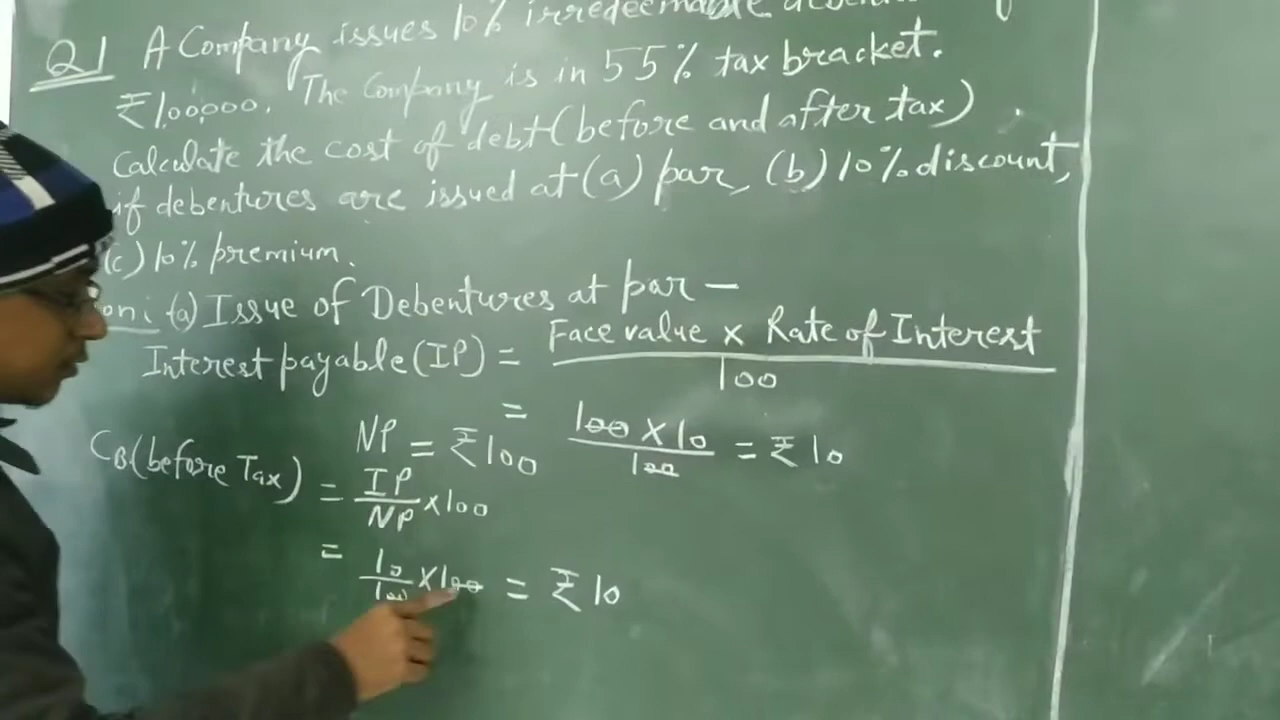 Q1 A Company issues 10% irredeemable
₹1,00,000. The Company is in 55% tax bracket.
Calculate the cost of debt (before and after tax)
if debentures are issued at (a) par, (b) 10% discount,
(c) 10% premium.
on: (a) Issue of Debentures at par —
Interest payable (IP) = Face value × Rate of Interest / 100
= 100 × 10 / 100 = ₹10
NP = ₹100
CB (before Tax) = IP / NP × 100
= 10 / 100 × 100 = ₹10